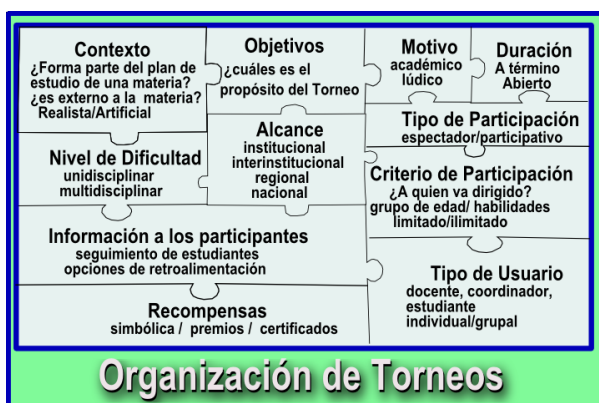 Contexto
¿Forma parte del plan de
estudio de una materia?
¿es externo a la materia?
Realista/Artificial
Objetivos
¿cuáles es el
propósito del Torneo
Motivo
académico
lúdico
Duración
A término
Abierto
Nivel de Dificultad
unidisciplinar
multidisciplinar
Alcance
institucional
interinstitucional
regional
nacional
Tipo de Participación
espectador/participativo
Criterio de Participación
¿A quien va dirigido?
grupo de edad/ habilidades
limitado/ilimitado
Información a los participantes
seguimiento de estudiantes
opciones de retroalimentación
Tipo de Usuario
docente, coordinador,
estudiante
individual/grupal
Recompensas
simbólica / premios / certificados
Organización de Torneos